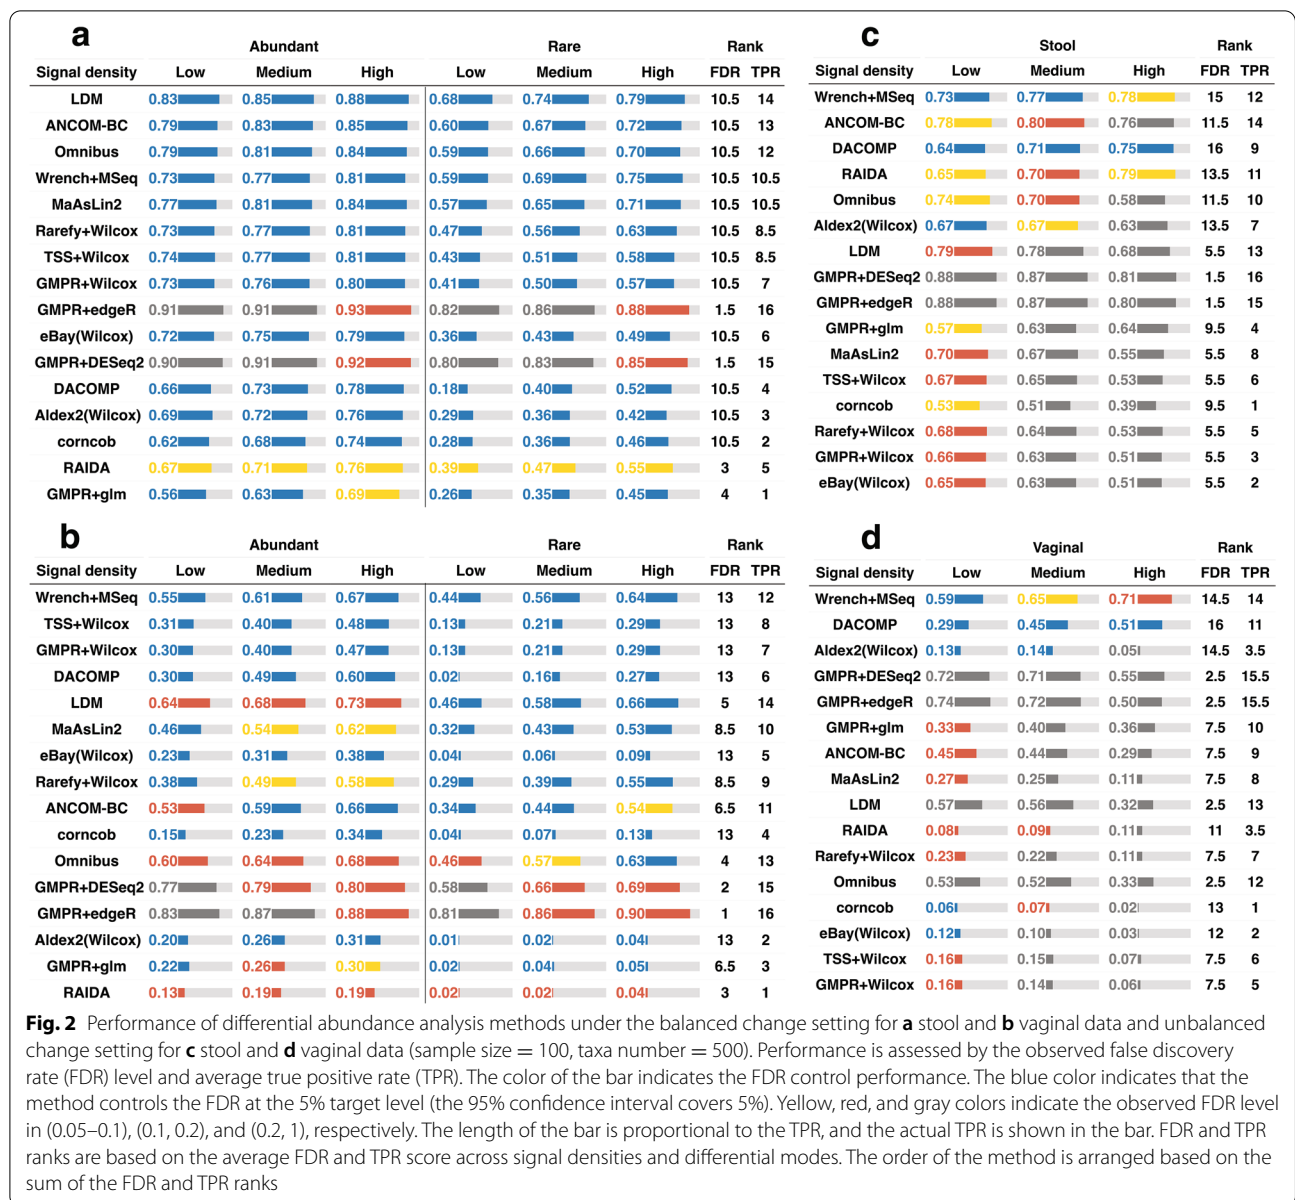 a
Abundant Rare Rank
Signal density Low Medium High Low Medium High FDR TPR
LDM 0.83 0.85 0.88 0.68 0.74 0.79 10.5 14
ANCOM-BC 0.79 0.83 0.85 0.60 0.67 0.72 10.5 13
Omnibus 0.79 0.81 0.84 0.59 0.66 0.70 10.5 12
Wrench+MSeq 0.73 0.77 0.81 0.59 0.69 0.75 10.5 10.5
MaAsLin2 0.77 0.81 0.84 0.57 0.65 0.71 10.5 10.5
Rarefy+Wilcox 0.73 0.77 0.81 0.47 0.56 0.63 10.5 8.5
TSS+Wilcox 0.74 0.77 0.81 0.43 0.51 0.58 10.5 8.5
GMPR+Wilcox 0.73 0.76 0.80 0.41 0.50 0.57 10.5 7
GMPR+edgeR 0.91 0.91 0.93 0.82 0.86 0.88 1.5 16
eBay(Wilcox) 0.72 0.75 0.79 0.36 0.43 0.49 10.5 6
GMPR+DESeq2 0.90 0.91 0.92 0.80 0.83 0.85 1.5 15
DACOMP 0.66 0.73 0.78 0.18 0.40 0.52 10.5 4
Aldex2(Wilcox) 0.69 0.72 0.76 0.29 0.36 0.42 10.5 3
corncob 0.62 0.68 0.74 0.28 0.36 0.46 10.5 2
RAIDA 0.67 0.71 0.76 0.39 0.47 0.55 3 5
GMPR+glm 0.56 0.63 0.69 0.26 0.35 0.45 4 1
b
Abundant Rare Rank
Signal density Low Medium High Low Medium High FDR TPR
Wrench+MSeq 0.55 0.61 0.67 0.44 0.56 0.64 13 12
TSS+Wilcox 0.31 0.40 0.48 0.13 0.21 0.29 13 8
GMPR+Wilcox 0.30 0.40 0.47 0.13 0.21 0.29 13 7
DACOMP 0.30 0.49 0.60 0.02 0.16 0.27 13 6
LDM 0.64 0.68 0.73 0.46 0.58 0.66 5 14
MaAsLin2 0.46 0.54 0.62 0.32 0.43 0.53 8.5 10
eBay(Wilcox) 0.23 0.31 0.38 0.04 0.06 0.09 13 5
Rarefy+Wilcox 0.38 0.49 0.58 0.29 0.39 0.55 8.5 9
ANCOM-BC 0.53 0.59 0.66 0.34 0.44 0.54 6.5 11
corncob 0.15 0.23 0.34 0.04 0.07 0.13 13 4
Omnibus 0.60 0.64 0.68 0.46 0.57 0.63 4 13
GMPR+DESeq2 0.77 0.79 0.80 0.58 0.66 0.69 2 15
GMPR+edgeR 0.83 0.87 0.88 0.81 0.86 0.90 1 16
Aldex2(Wilcox) 0.20 0.26 0.31 0.01 0.02 0.04 13 2
GMPR+glm 0.22 0.26 0.30 0.02 0.04 0.05 6.5 3
RAIDA 0.13 0.19 0.19 0.02 0.02 0.04 3 1
c
Stool Rank
Signal density Low Medium High FDR TPR
Wrench+MSeq 0.73 0.77 0.78 15 12
ANCOM-BC 0.78 0.80 0.76 11.5 14
DACOMP 0.64 0.71 0.75 16 9
RAIDA 0.65 0.70 0.79 13.5 11
Omnibus 0.74 0.70 0.58 11.5 10
Aldex2(Wilcox) 0.67 0.67 0.63 13.5 7
LDM 0.79 0.78 0.68 5.5 13
GMPR+DESeq2 0.88 0.87 0.81 1.5 16
GMPR+edgeR 0.88 0.87 0.80 1.5 15
GMPR+glm 0.57 0.63 0.64 9.5 4
MaAsLin2 0.70 0.67 0.55 5.5 8
TSS+Wilcox 0.67 0.65 0.53 5.5 6
corncob 0.53 0.51 0.39 9.5 1
Rarefy+Wilcox 0.68 0.64 0.53 5.5 5
GMPR+Wilcox 0.66 0.63 0.51 5.5 3
eBay(Wilcox) 0.65 0.63 0.51 5.5 2
d
Vaginal Rank
Signal density Low Medium High FDR TPR
Wrench+MSeq 0.59 0.65 0.71 14.5 14
DACOMP 0.29 0.45 0.51 16 11
Aldex2(Wilcox) 0.13 0.14 0.05 14.5 3.5
GMPR+DESeq2 0.72 0.71 0.55 2.5 15.5
GMPR+edgeR 0.74 0.72 0.50 2.5 15.5
GMPR+glm 0.33 0.40 0.36 7.5 10
ANCOM-BC 0.45 0.44 0.29 7.5 9
MaAsLin2 0.27 0.25 0.11 7.5 8
LDM 0.57 0.56 0.32 2.5 13
RAIDA 0.08 0.09 0.11 11 3.5
Rarefy+Wilcox 0.23 0.22 0.11 7.5 7
Omnibus 0.53 0.52 0.33 2.5 12
corncob 0.06 0.07 0.02 13 1
eBay(Wilcox) 0.12 0.10 0.03 12 2
TSS+Wilcox 0.16 0.15 0.07 7.5 6
GMPR+Wilcox 0.16 0.14 0.06 7.5 5
Fig. 2 Performance of differential abundance analysis methods under the balanced change setting for a stool and b vaginal data and unbalanced
change setting for c stool and d vaginal data (sample size = 100, taxa number = 500). Performance is assessed by the observed false discovery
rate (FDR) level and average true positive rate (TPR). The color of the bar indicates the FDR control performance. The blue color indicates that the
method controls the FDR at the 5% target level (the 95% confidence interval covers 5%). Yellow, red, and gray colors indicate the observed FDR level
in (0.05–0.1), (0.1, 0.2), and (0.2, 1), respectively. The length of the bar is proportional to the TPR, and the actual TPR is shown in the bar. FDR and TPR
ranks are based on the average FDR and TPR score across signal densities and differential modes. The order of the method is arranged based on the
sum of the FDR and TPR ranks